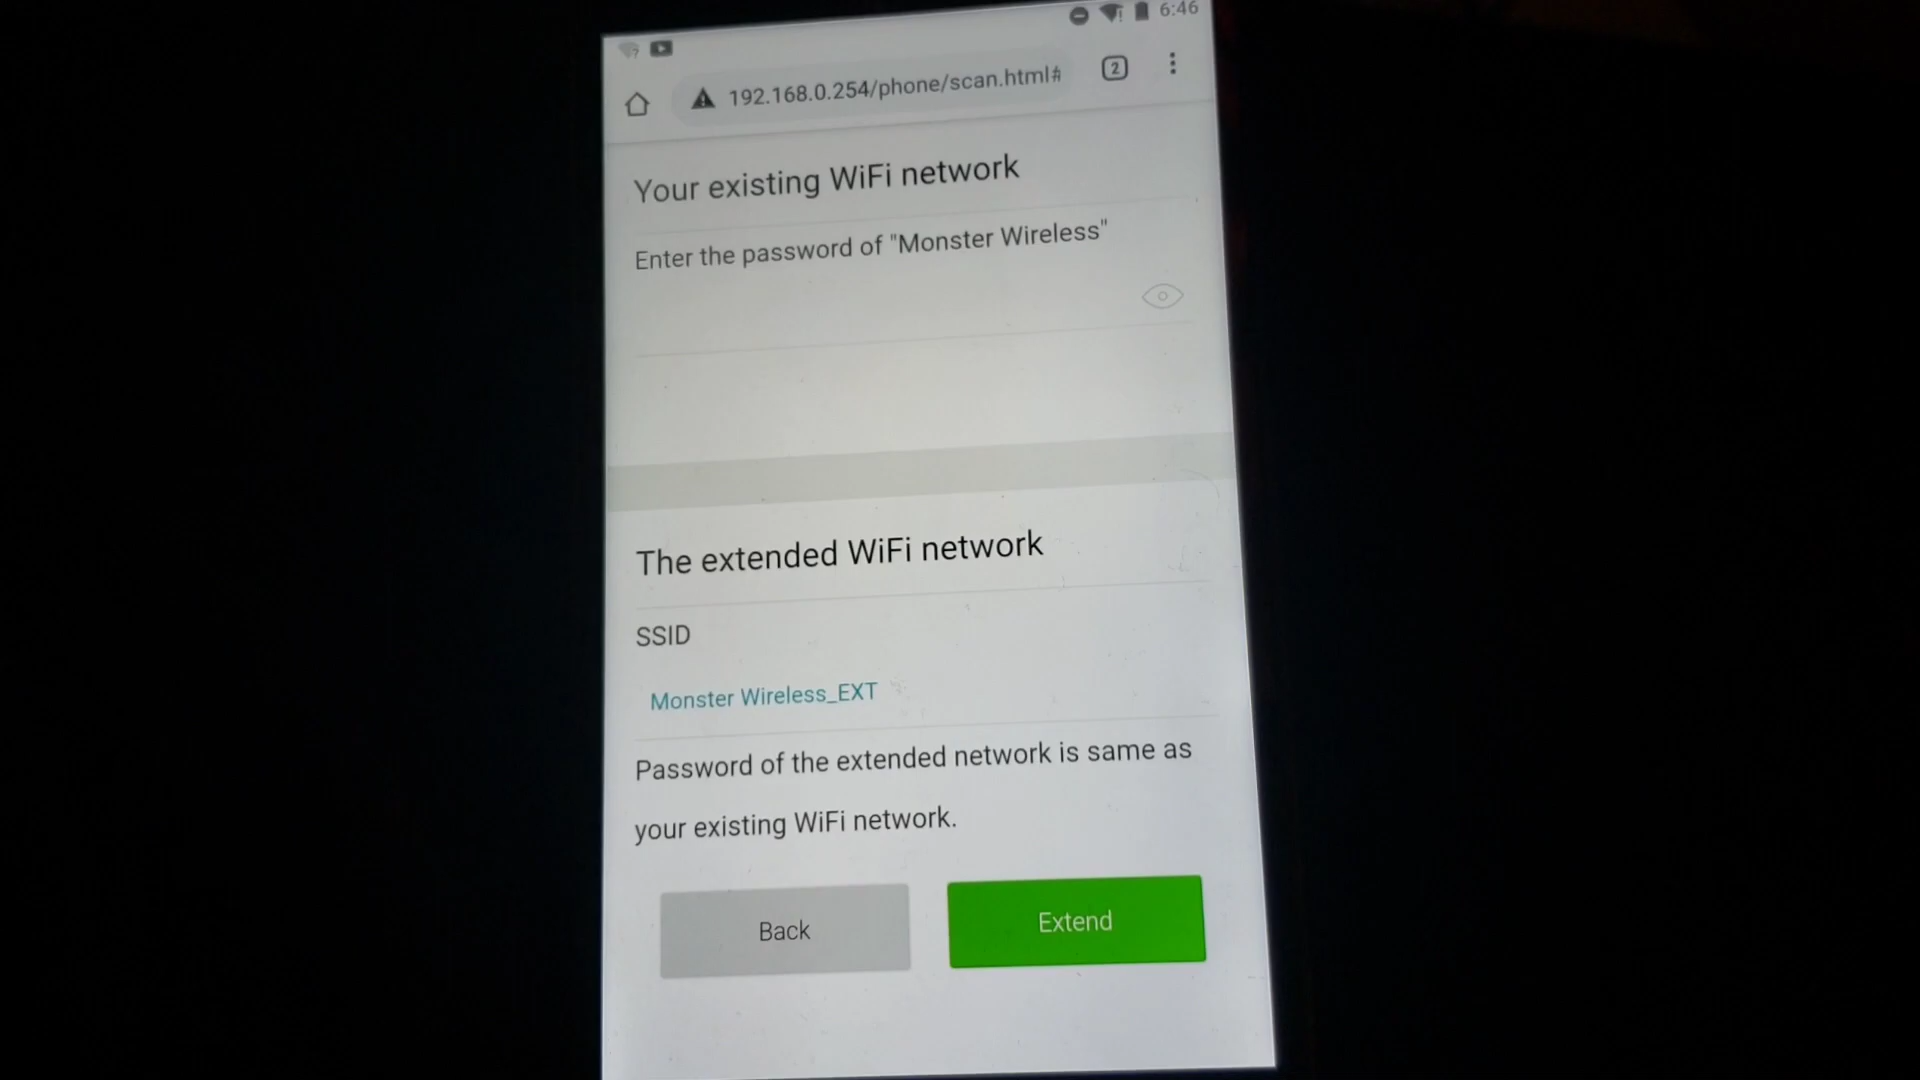 6:46
192.168.0.254/phone/scan.html#
2
Your existing WiFi network
Enter the password of "Monster Wireless"
The extended WiFi network
SSID
Monster Wireless_EXT
Password of the extended network is same as
your existing WiFi network.
Back
Extend